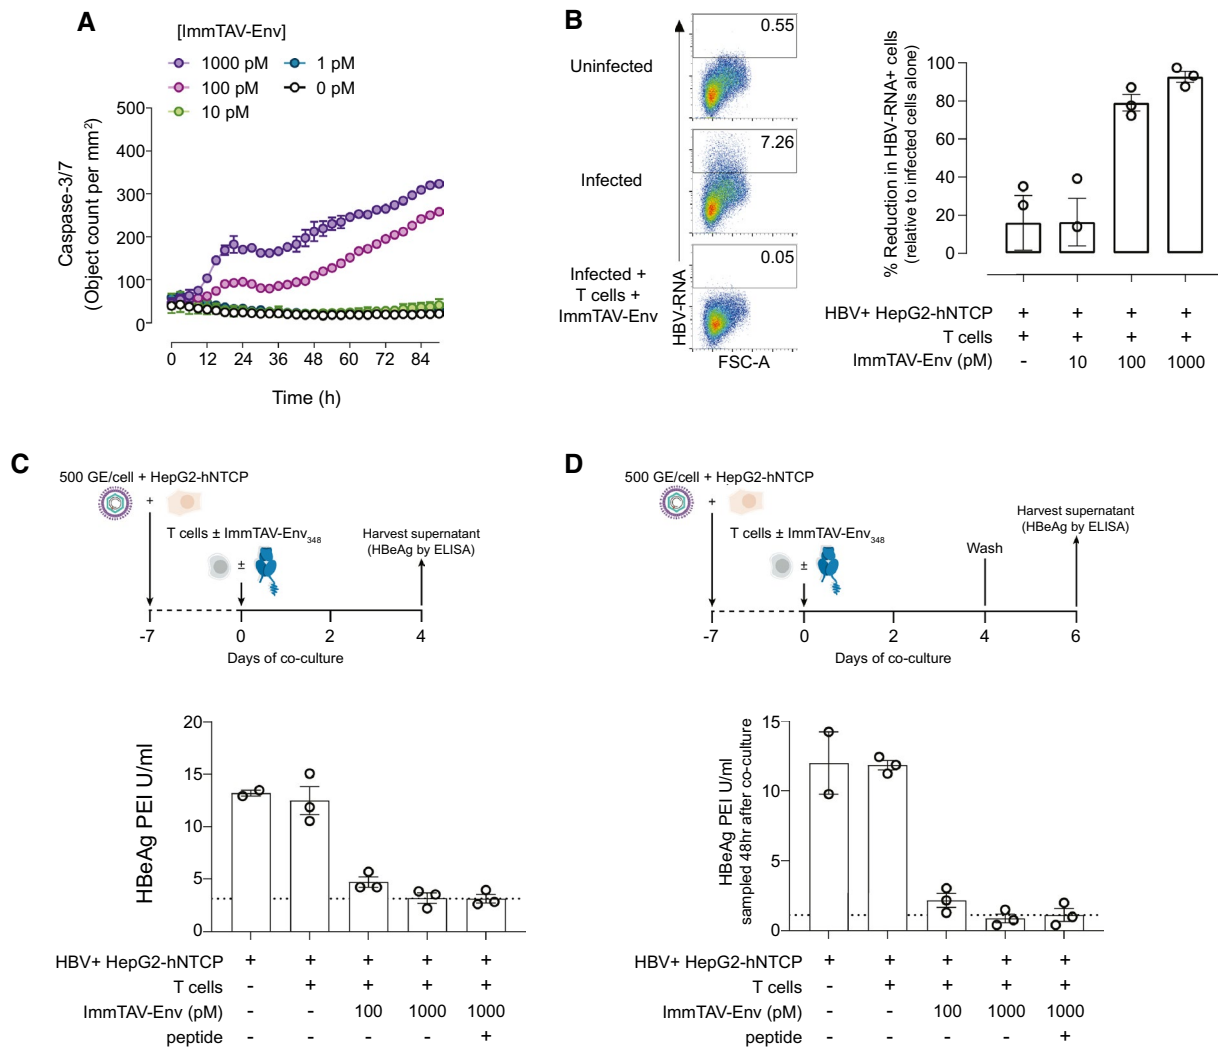 A
[ImmTAV-Env]
1000 pM
1 pM
100 pM
0 pM
10 pM
Caspase-3/7
(Object count per mm²)
500
400
300
200
100
0
0 12 24 36 48 60 72 84
Time (h)
B
Uninfected
0.55
Infected
7.26
Infected +
T cells +
ImmTAV-Env
0.05
HBV-RNA
FSC-A
% Reduction in HBV-RNA+ cells
(relative to infected cells alone)
100
80
60
40
20
0
HBV+ HepG2-hNTCP + + + +
T cells + + + +
ImmTAV-Env (pM) - 10 100 1000
C
500 GE/cell + HepG2-hNTCP
+
T cells ± ImmTAV-Env348
±
Harvest supernatant
(HBeAg by ELISA)
-7 0 2 4
Days of co-culture
HBeAg PEI U/ml
20
15
10
5
0
HBV+ HepG2-hNTCP + + + + +
T cells - + + + +
ImmTAV-Env (pM) - - 100 1000 1000
peptide - - - - +
D
500 GE/cell + HepG2-hNTCP
+
T cells ± ImmTAV-Env348
±
Wash
Harvest supernatant
(HBeAg by ELISA)
-7 0 2 4 6
Days of co-culture
HBeAg PEI U/ml
sampled 48hr after co-culture
15
10
5
0
HBV+ HepG2-hNTCP + + + + +
T cells - + + + +
ImmTAV-Env (pM) - - 100 1000 1000
peptide - - - - +